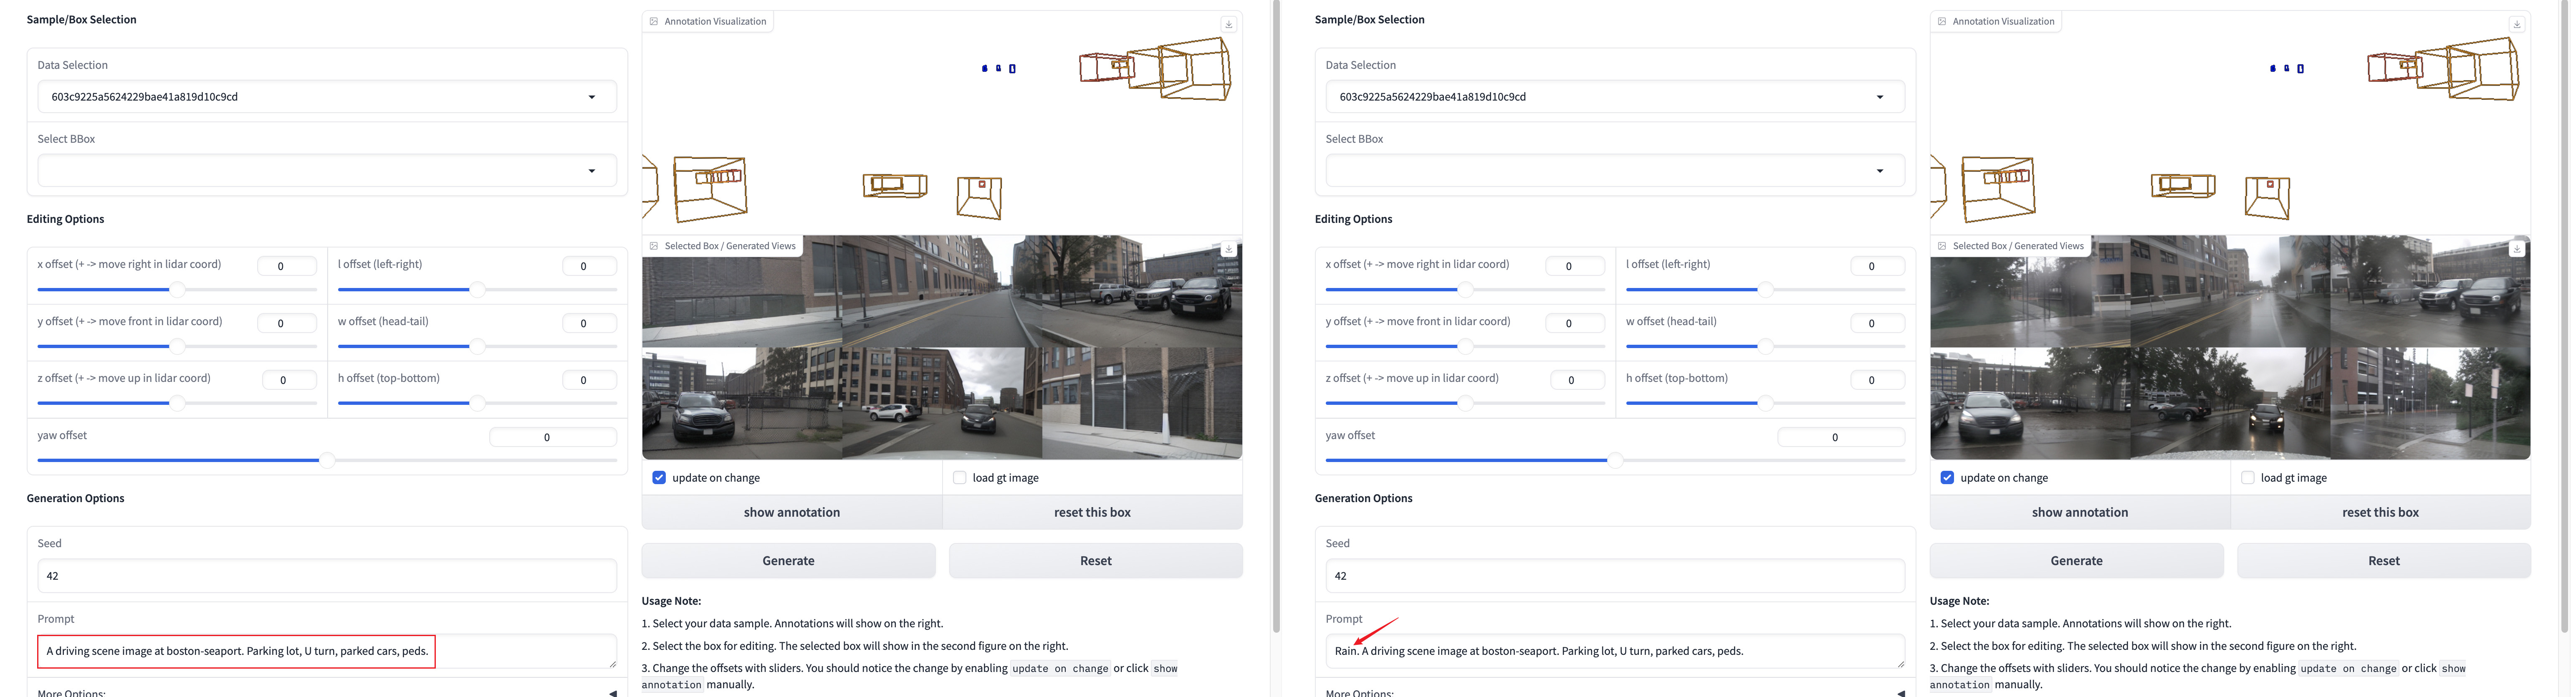 Sample/Box Selection
Data Selection
603c9225a5624229bae41a819d10c9cd
Select BBox
Editing Options
x offset (+ -> move right in lidar coord)
0
l offset (left-right)
0
y offset (+ -> move front in lidar coord)
0
w offset (head-tail)
0
z offset (+ -> move up in lidar coord)
0
h offset (top-bottom)
0
yaw offset
0
Generation Options
Seed
42
Prompt
A driving scene image at boston-seaport. Parking lot, U turn, parked cars, peds.
More Options:
Annotation Visualization
Selected Box / Generated Views
update on change
load gt image
show annotation
reset this box
Generate
Reset
Usage Note:
1. Select your data sample. Annotations will show on the right.
2. Select the box for editing. The selected box will show in the second figure on the right.
3. Change the offsets with sliders. You should notice the change by enabling update on change or click show
annotation manually.
Sample/Box Selection
Data Selection
603c9225a5624229bae41a819d10c9cd
Select BBox
Editing Options
x offset (+ -> move right in lidar coord)
0
l offset (left-right)
0
y offset (+ -> move front in lidar coord)
0
w offset (head-tail)
0
z offset (+ -> move up in lidar coord)
0
h offset (top-bottom)
0
yaw offset
0
Generation Options
Seed
42
Prompt
Rain. A driving scene image at boston-seaport. Parking lot, U turn, parked cars, peds.
More Options:
Annotation Visualization
Selected Box / Generated Views
update on change
load gt image
show annotation
reset this box
Generate
Reset
Usage Note:
1. Select your data sample. Annotations will show on the right.
2. Select the box for editing. The selected box will show in the second figure on the right.
3. Change the offsets with sliders. You should notice the change by enabling update on change or click show
annotation manually.